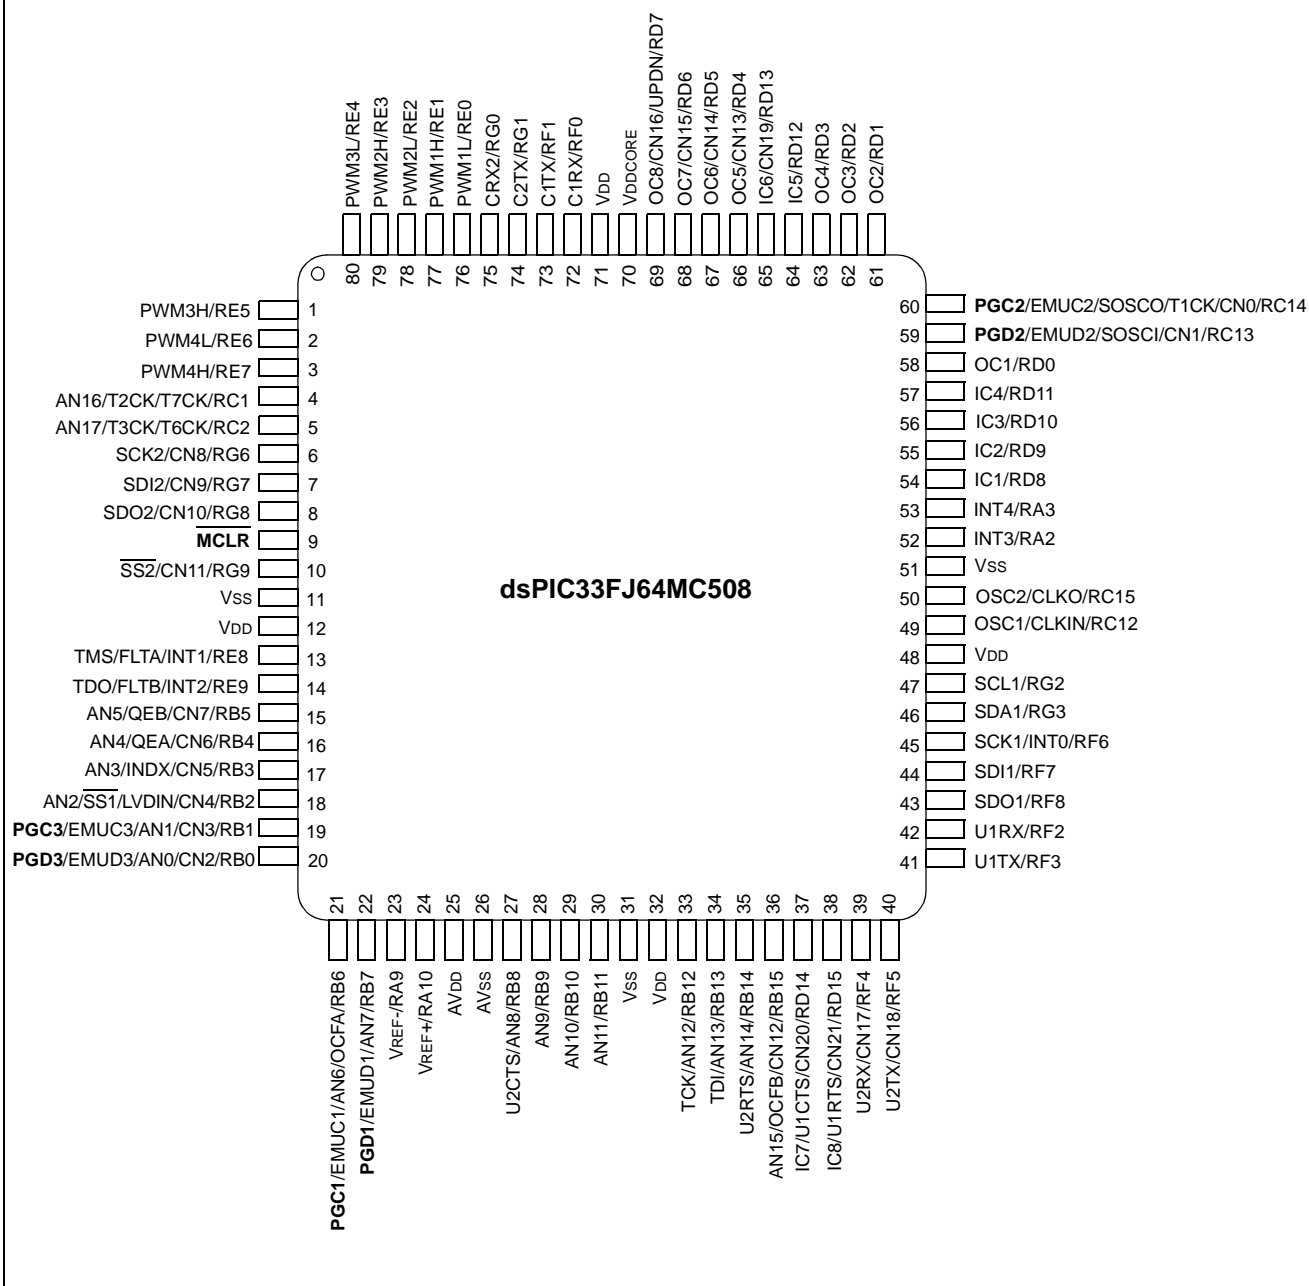 PWM3L/RE4
PWM2H/RE3
PWM2L/RE2
PWM1H/RE1
PWM1L/RE0
CRX2/RG0
C2TX/RG1
C1TX/RF1
C1RX/RF0
VDD
VDDCORE
OC8/CN16/UPDN/RD7
OC7/CN15/RD6
OC6/CN14/RD5
OC5/CN13/RD4
IC6/CN19/RD13
IC5/RD12
OC4/RD3
OC3/RD2
OC2/RD1
80 79 78 77 76 75 74 73 72 71 70 69 68 67 66 65 64 63 62 61
PWM3H/RE5 1
PWM4L/RE6 2
PWM4H/RE7 3
AN16/T2CK/T7CK/RC1 4
AN17/T3CK/T6CK/RC2 5
SCK2/CN8/RG6 6
SDI2/CN9/RG7 7
SDO2/CN10/RG8 8
MCLR 9
SS2/CN11/RG9 10
VSS 11
VDD 12
TMS/FLTA/INT1/RE8 13
TDO/FLTB/INT2/RE9 14
AN5/QEB/CN7/RB5 15
AN4/QEA/CN6/RB4 16
AN3/INDX/CN5/RB3 17
AN2/SS1/LVDIN/CN4/RB2 18
PGC3/EMUC3/AN1/CN3/RB1 19
PGD3/EMUD3/AN0/CN2/RB0 20
dsPIC33FJ64MC508
60 PGC2/EMUC2/SOSCO/T1CK/CN0/RC14
59 PGD2/EMUD2/SOSCI/CN1/RC13
58 OC1/RD0
57 IC4/RD11
56 IC3/RD10
55 IC2/RD9
54 IC1/RD8
53 INT4/RA3
52 INT3/RA2
51 VSS
50 OSC2/CLKO/RC15
49 OSC1/CLKIN/RC12
48 VDD
47 SCL1/RG2
46 SDA1/RG3
45 SCK1/INT0/RF6
44 SDI1/RF7
43 SDO1/RF8
42 U1RX/RF2
41 U1TX/RF3
21 22 23 24 25 26 27 28 29 30 31 32 33 34 35 36 37 38 39 40
PGC1/EMUC1/AN6/OCFA/RB6
PGD1/EMUD1/AN7/RB7
VREF-/RA9
VREF+/RA10
AVDD
AVSS
U2CTS/AN8/RB8
AN9/RB9
AN10/RB10
AN11/RB11
VSS
VDD
TCK/AN12/RB12
TDI/AN13/RB13
U2RTS/AN14/RB14
AN15/OCFB/CN12/RB15
IC7/U1CTS/CN20/RD14
IC8/U1RTS/CN21/RD15
U2RX/CN17/RF4
U2TX/CN18/RF5